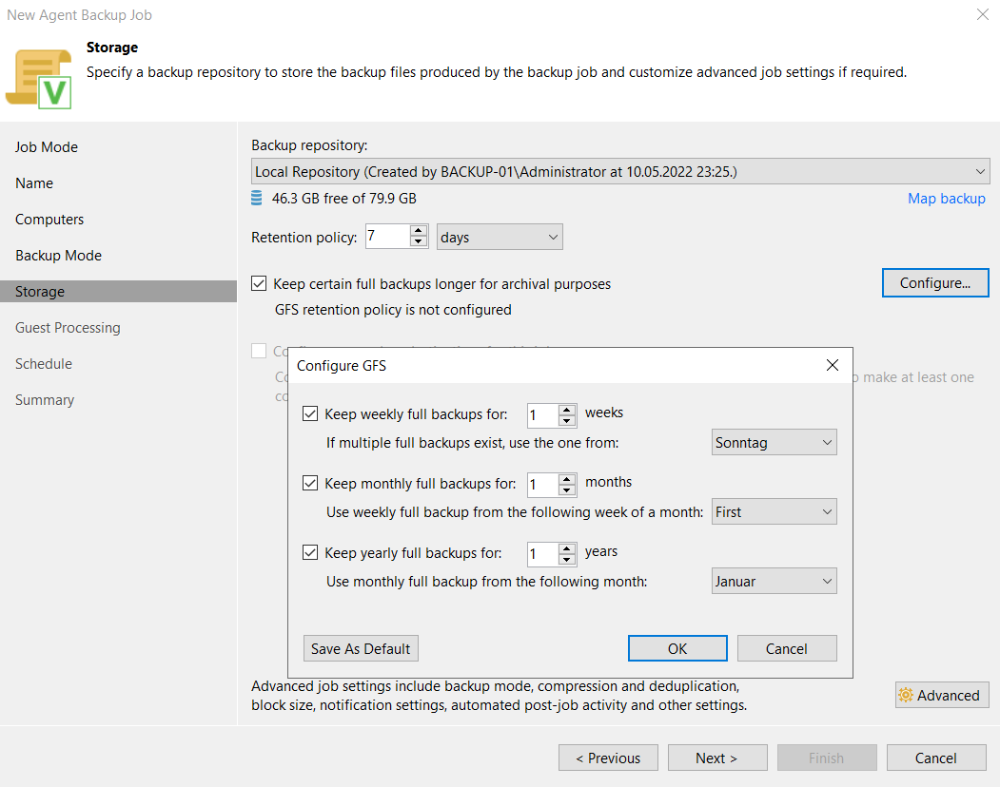 New Agent Backup Job
Storage
Specify a backup repository to store the backup files produced by the backup job and customize advanced job settings if required.
V
Job Mode
Name
Computers
Backup Mode
Storage
Guest Processing
Schedule
Summary
Backup repository:
Local Repository (Created by BACKUP-01\Administrator at 10.05.2022 23:25.)
46.3 GB free of 79.9 GB
Map backup
Retention policy: 7 days
Keep certain full backups longer for archival purposes
Configure...
GFS retention policy is not configured
make at least one
Configure GFS
Keep weekly full backups for: 1 weeks
If multiple full backups exist, use the one from: Sonntag
Keep monthly full backups for: 1 months
Use weekly full backup from the following week of a month: First
Keep yearly full backups for: 1 years
Use monthly full backup from the following month: Januar
Save As Default
OK
Cancel
Advanced job settings include backup mode, compression and deduplication,
block size, notification settings, automated post-job activity and other settings.
Advanced
< Previous
Next >
Finish
Cancel